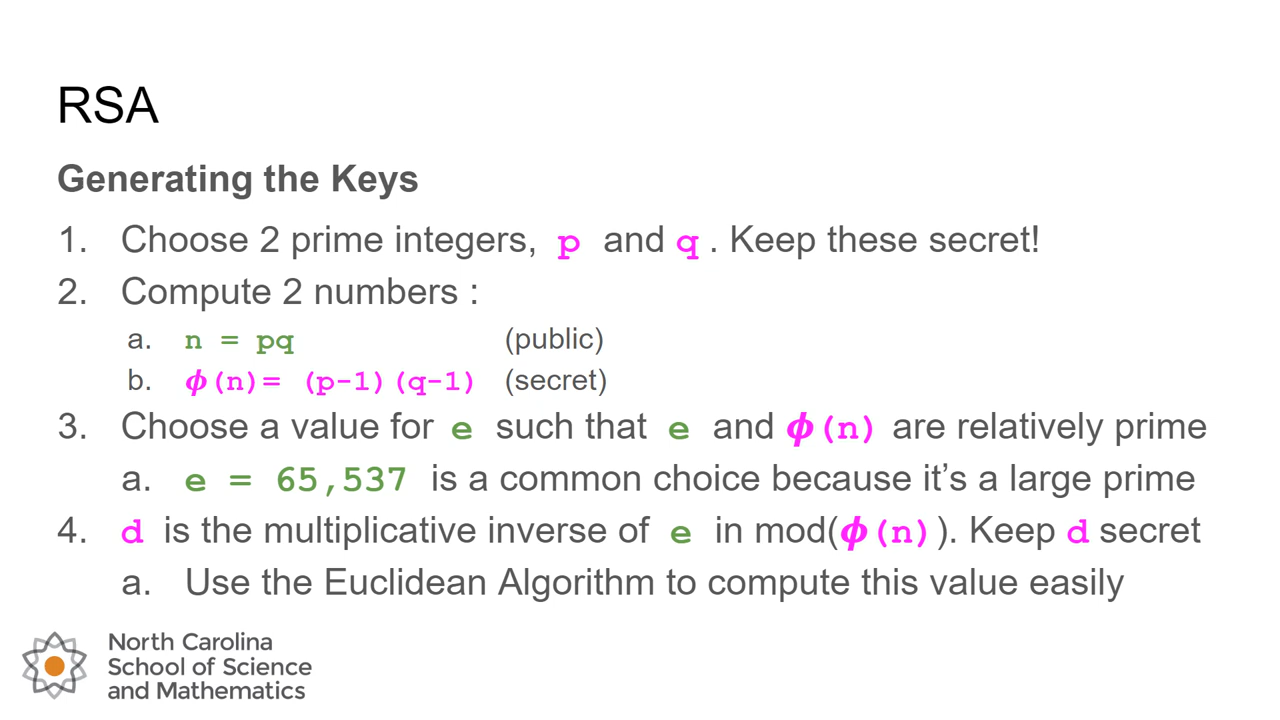 RSA
Generating the Keys
1. Choose 2 prime integers, p and q . Keep these secret!
2. Compute 2 numbers :
a. n = pq (public)
b. ϕ(n)= (p-1)(q-1) (secret)
3. Choose a value for e such that e and ϕ(n) are relatively prime
a. e = 65,537 is a common choice because it’s a large prime
4. d is the multiplicative inverse of e in mod(ϕ(n)). Keep d secret
a. Use the Euclidean Algorithm to compute this value easily
North Carolina
School of Science
and Mathematics